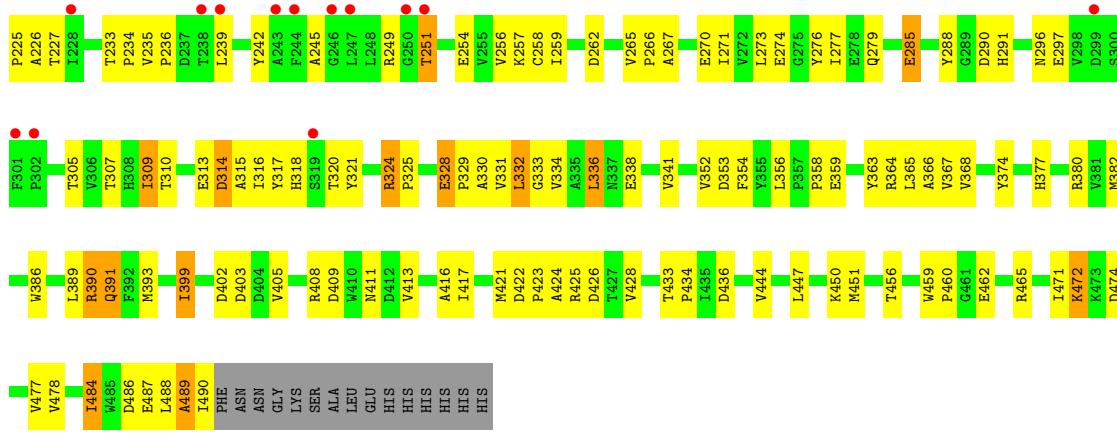 P225 A226 T227 I228 T233 P234 V235 P236 D237 T238 L239 Y242 A243 F244 A245 G246 L247 L248 R249 G250 T251 E254 V255 V256 K257 C258 I259 D262 V265 P266 A267 E270 I271 V272 L273 E274 G275 Y276 I277 E278 Q279 E285 Y288 G289 D290 H291 N296 E297 V298 D299 S300
F301 P302 T305 V306 T307 H308 I309 T310 E313 D314 A315 I316 Y317 H318 S319 T320 Y321 R324 P325 E328 P329 A330 V331 L332 G333 V334 A335 L336 N337 E338 V341 V352 D353 F354 Y355 L356 P357 P358 E359 Y363 R364 L365 A366 V367 V368 Y374 H377 R380 V381 M382
W386 L389 R390 Q391 F392 M393 I399 D402 D403 D404 V405 R408 D409 W410 N411 D412 V413 A416 I417 M421 D422 P423 A424 R425 D426 T427 V428 T433 P434 I435 D436 V444 L447 K450 M451 T456 W459 P460 G461 E462 R465 I471 K472 K473 D474
V477 V478 I484 W485 D486 E487 L488 A489 I490 PHE ASN ASN GLY LYS SER ALA LEU GLU HIS HIS HIS HIS HIS HIS